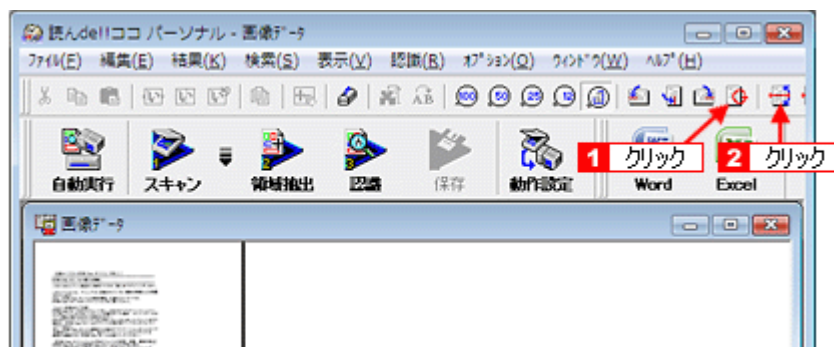 読んde!!ココ パーソナル - 画像ﾃﾞｰﾀ
ﾌｧｲﾙ(E) 編集(E) 結果(K) 検索(S) 表示(V) 認識(R) ｵﾌﾟｼｮﾝ(O) ｳｨﾝﾄﾞｳ(W) ﾍﾙﾌﾟ(H)
100 50 25 12
1 クリック 2 クリック
自動実行 スキャン 領域抽出 認識 保存 動作設定 Word Excel
画像ﾃﾞｰﾀ